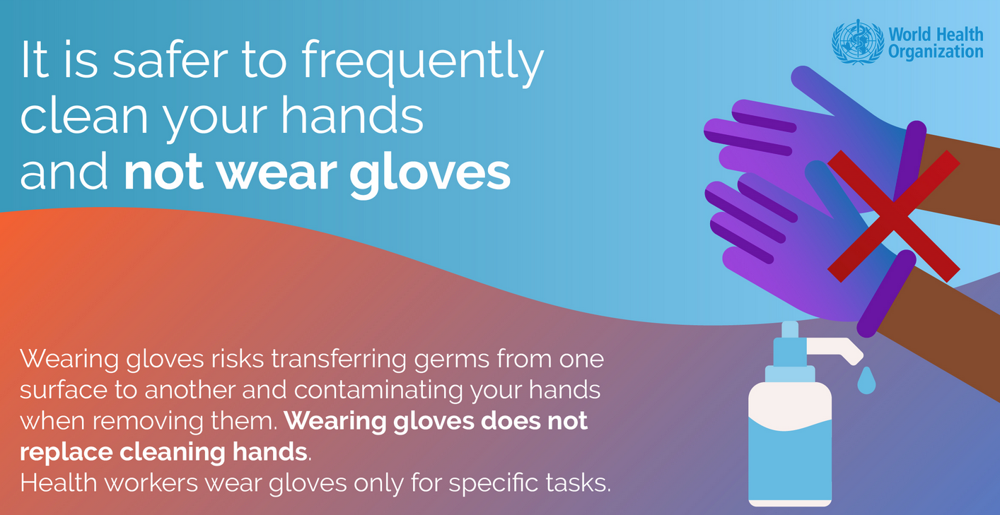 World Health
Organization
It is safer to frequently
clean your hands
and not wear gloves
Wearing gloves risks transferring germs from one
surface to another and contaminating your hands
when removing them. Wearing gloves does not
replace cleaning hands.
Health workers wear gloves only for specific tasks.